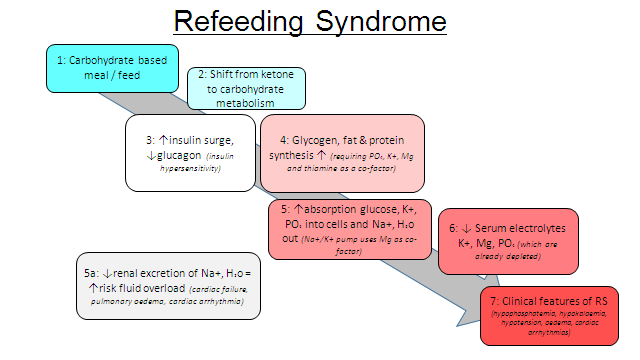 Refeeding Syndrome
1: Carbohydrate based
meal / feed
2: Shift from ketone
to carbohydrate
metabolism
3: ↑insulin surge,
↓glucagon (insulin
hypersensitivity)
4: Glycogen, fat & protein
synthesis ↑ (requiring PO₄, K+, Mg
and thiamine as a co-factor)
5: ↑absorption glucose, K+,
PO₄ into cells and Na+, H₂O
out (Na+/K+ pump uses Mg as co-
factor)
5a: ↓renal excretion of Na+, H₂O =
↑risk fluid overload (cardiac failure,
pulmonary oedema, cardiac arrhythmia)
6: ↓ Serum electrolytes
K+, Mg, PO₄ (which are
already depleted)
7: Clinical features of RS
(hypophosphatemia, hypokalaemia,
hypotension, oedema, cardiac
arrhythmias)